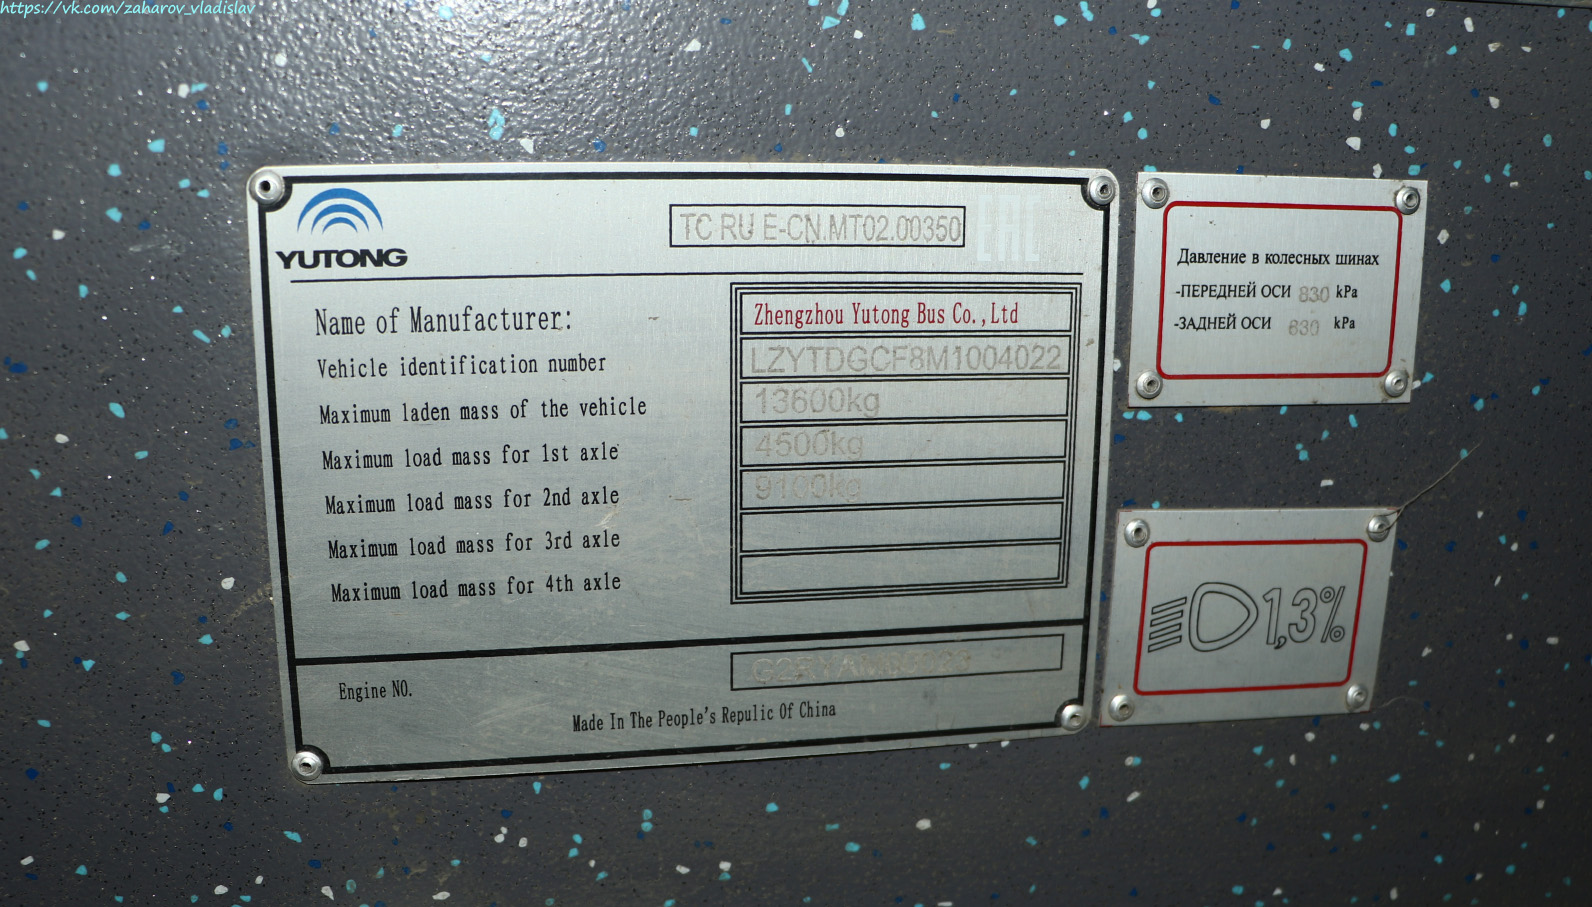 https://vk.com/zaharov_vladislav
YUTONG
TC RU E-CN.MT02.00350
EAC
Name of Manufacturer:
Zhengzhou Yutong Bus Co.,Ltd
Vehicle identification number
LZYTDGCF8M1004022
Maximum laden mass of the vehicle
13600kg
Maximum load mass for 1st axle
4500kg
Maximum load mass for 2nd axle
9100kg
Maximum load mass for 3rd axle
Maximum load mass for 4th axle
Engine NO.
Made In The People's Repulic Of China
Давление в колесных шинах
-ПЕРЕДНЕЙ ОСИ 830 kPa
-ЗАДНЕЙ ОСИ 830 kPa
1,3%